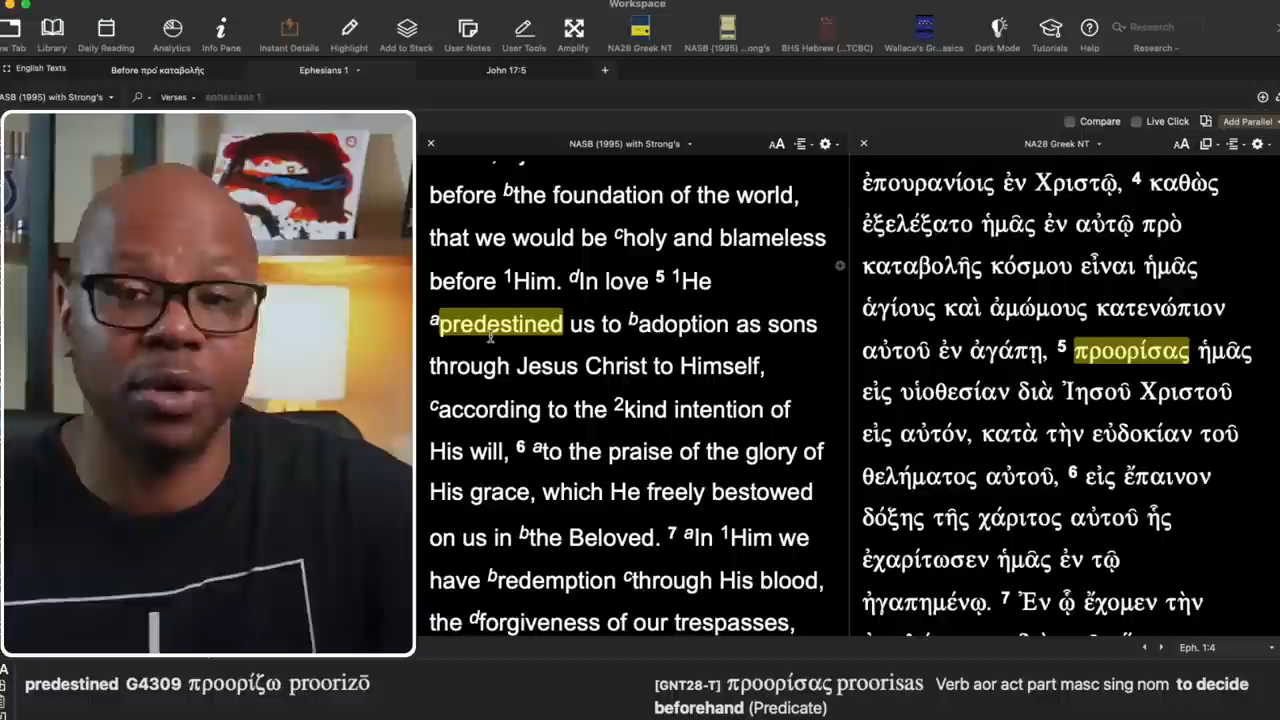 Workspace
ew Tab
Library
Daily Reading
Analytics
Info Pane
Instant Details
Highlight
Add to Stack
User Notes
User Tools
Amplify
NA28 Greek NT
NASB (1995) ...ong's
BHS Hebrew (...TCBC)
Wallace's Gr...asics
Dark Mode
Tutorials
Help
Research
Research
English Texts
Before προ καταβολῆς
Ephesians 1
John 17:5
+
ASB (1995) with Strong's
Verses
ephesians 1
Compare
Live Click
Add Parallel
NASB (1995) with Strong's
AA
before ᵇthe foundation of the world,
that we would be ᶜholy and blameless
before ¹Him. ᵈIn love ⁵ ¹He
ᵃpredestined us to ᵇadoption as sons
through Jesus Christ to Himself,
ᶜaccording to the ²kind intention of
His will, ⁶ ᵃto the praise of the glory of
His grace, which He freely bestowed
on us in ᵇthe Beloved. ⁷ ᵃIn ¹Him we
have ᵇredemption ᶜthrough His blood,
the ᵈforgiveness of our trespasses,
NA28 Greek NT
AA
ἐπουρανίοις ἐν Χριστῷ, ⁴ καθὼς
ἐξελέξατο ἡμᾶς ἐν αὐτῷ πρὸ
καταβολῆς κόσμου εἶναι ἡμᾶς
ἁγίους καὶ ἀμώμους κατενώπιον
αὐτοῦ ἐν ἀγάπῃ, ⁵ προορίσας ἡμᾶς
εἰς υἱοθεσίαν διὰ Ἰησοῦ Χριστοῦ
εἰς αὐτόν, κατὰ τὴν εὐδοκίαν τοῦ
θελήματος αὐτοῦ, ⁶ εἰς ἔπαινον
δόξης τῆς χάριτος αὐτοῦ ἧς
ἐχαρίτωσεν ἡμᾶς ἐν τῷ
ἠγαπημένῳ. ⁷ Ἐν ᾧ ἔχομεν τὴν
Eph. 1:4
predestined G4309 προορίζω proorizō
[GNT28-T] προορίσας proorisas Verb aor act part masc sing nom to decide
beforehand (Predicate)